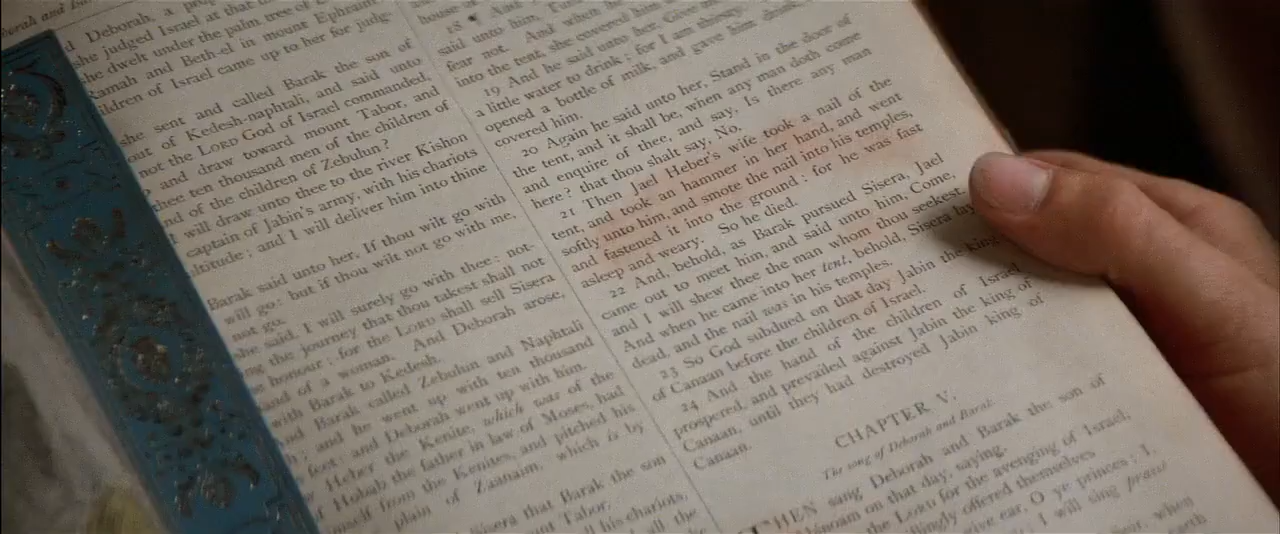 d Deborah, a
she judged Israel at that
she dwelt under the palm tree of
Ramah and Beth-el in mount Ephraim
ildren of Israel came up to her for judg-
she sent and called Barak the son of
out of Kedesh-naphtali, and said unto
not the LORD God of Israel commanded,
and draw toward mount Tabor, and
thee ten thousand men of the children of
nd of the children of Zebulun?
I will draw unto thee to the river Kishon
captain of Jabin's army, with his chariots
ltitude: and I will deliver him into thine
Barak said unto her, If thou wilt go with
will go: but if thou wilt not go with me,
not go.
she said, I will surely go with thee: not-
ng the journey that thou takest shall not
e honour: for the LORD shall sell Sisera
nd of a woman. And Deborah arose,
with Barak to Kedesh.
nd Barak called Zebulun and Naphtali
; and he went up with ten thousand
feet: and Deborah went up with him.
Heber the Kenite, which was of the
Hobab the father in law of Moses, had
mself from the Kenites, and pitched his
plain of Zaanaim, which is by
Sisera that Barak the son
unt Tabor.
ll his chariots,
all the
house of
18 And
said unto him, Turn
fear not. And when he
into the tent, she covered him
19 And he said unto her, Give
a little water to drink; for I am thirsty.
opened a bottle of milk, and gave him drink,
covered him.
20 Again he said unto her, Stand in the door of
the tent, and it shall be, when any man doth come
and enquire of thee, and say, Is there any man
here? that thou shalt say, No.
21 Then Jael Heber's wife took a nail of the
tent, and took an hammer in her hand, and went
softly unto him, and smote the nail into his temples,
and fastened it into the ground: for he was fast
asleep and weary. So he died.
22 And, behold, as Barak pursued Sisera, Jael
came out to meet him, and said unto him, Come,
and I will shew thee the man whom thou seekest.
And when he came into her tent, behold, Sisera lay
dead, and the nail was in his temples.
23 So God subdued on that day Jabin the king
of Canaan before the children of Israel.
24 And the hand of the children of Israel
prospered, and prevailed against Jabin the king of
Canaan, until they had destroyed Jabin king of
Canaan.
CHAPTER V.
The song of Deborah and Barak.
THEN sang Deborah and Barak the son of
Abinoam on that day, saying,
the LORD for the avenging of Israel,
llingly offered themselves
give ear, O ye princes; I,
I will sing praise
when